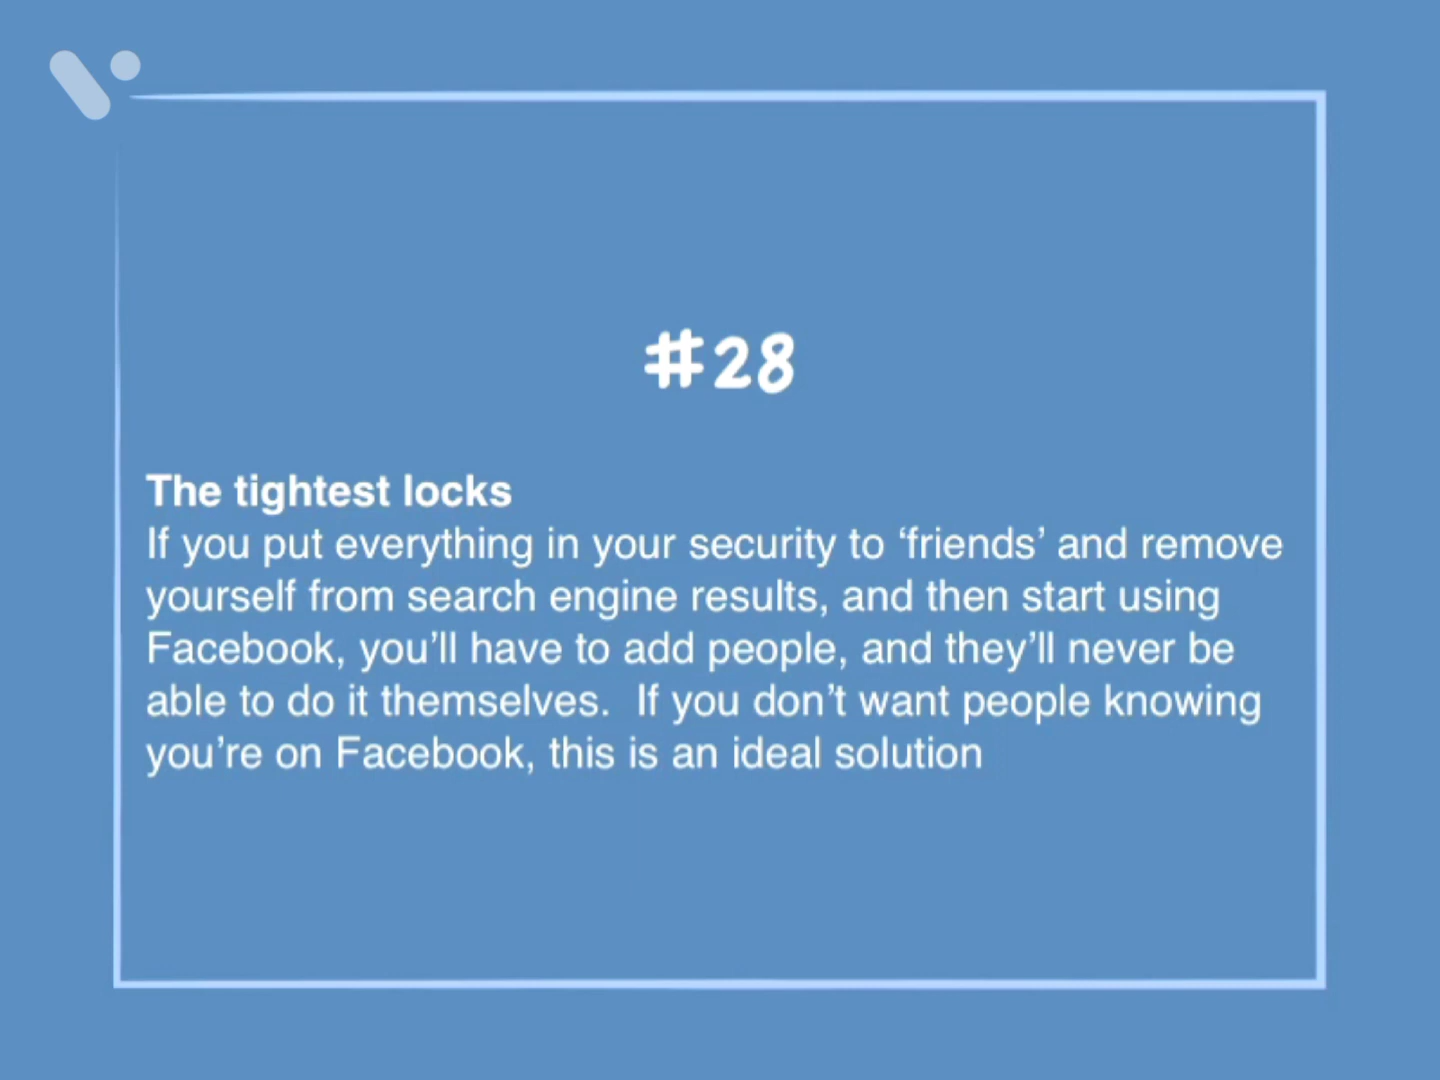 #28
The tightest locks
If you put everything in your security to ‘friends’ and remove
yourself from search engine results, and then start using
Facebook, you’ll have to add people, and they’ll never be
able to do it themselves.  If you don’t want people knowing
you’re on Facebook, this is an ideal solution